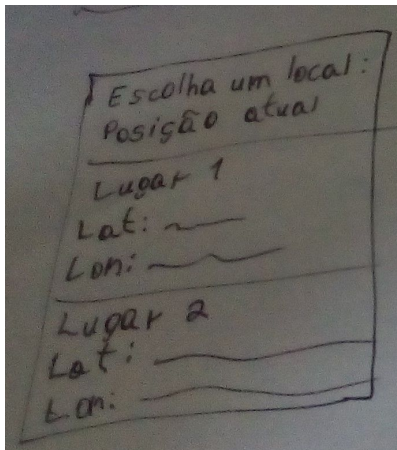 Escolha um local:
Posição atual
Lugar 1
Lat:
Lon:
Lugar 2
Lat:
Lon: